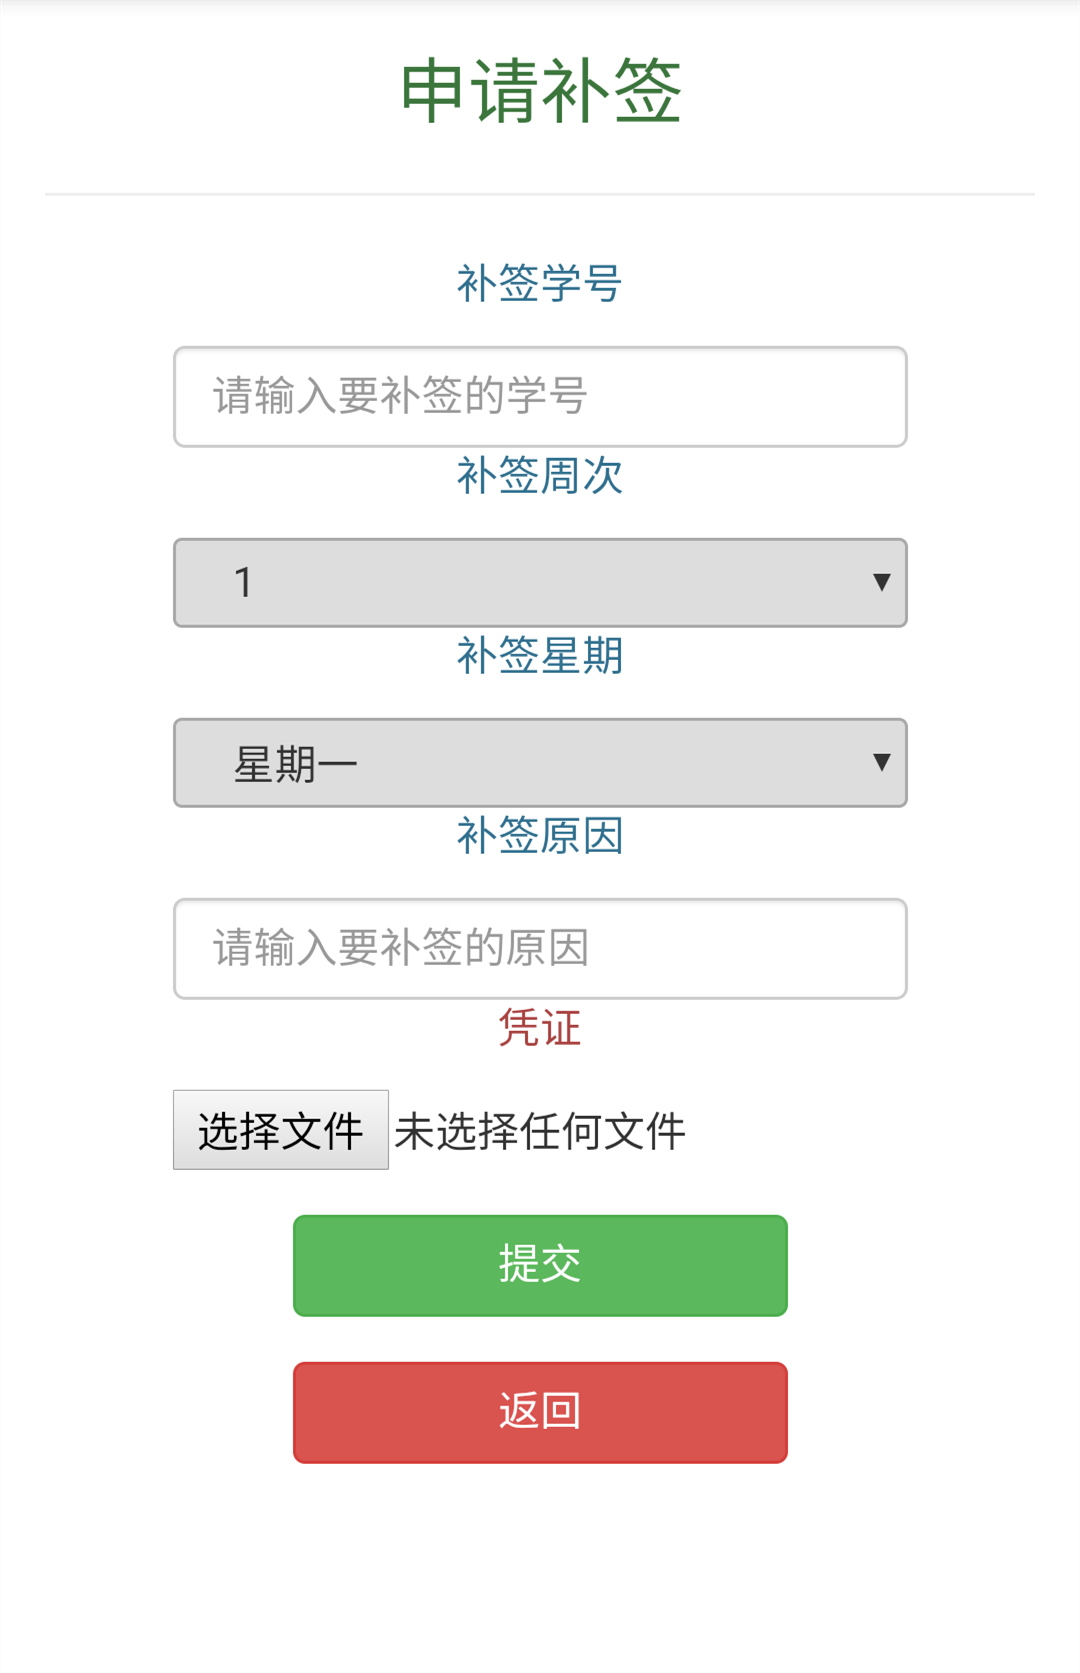 申请补签
补签学号
请输入要补签的学号
补签周次
1
补签星期
星期一
补签原因
请输入要补签的原因
凭证
选择文件 未选择任何文件
提交
返回